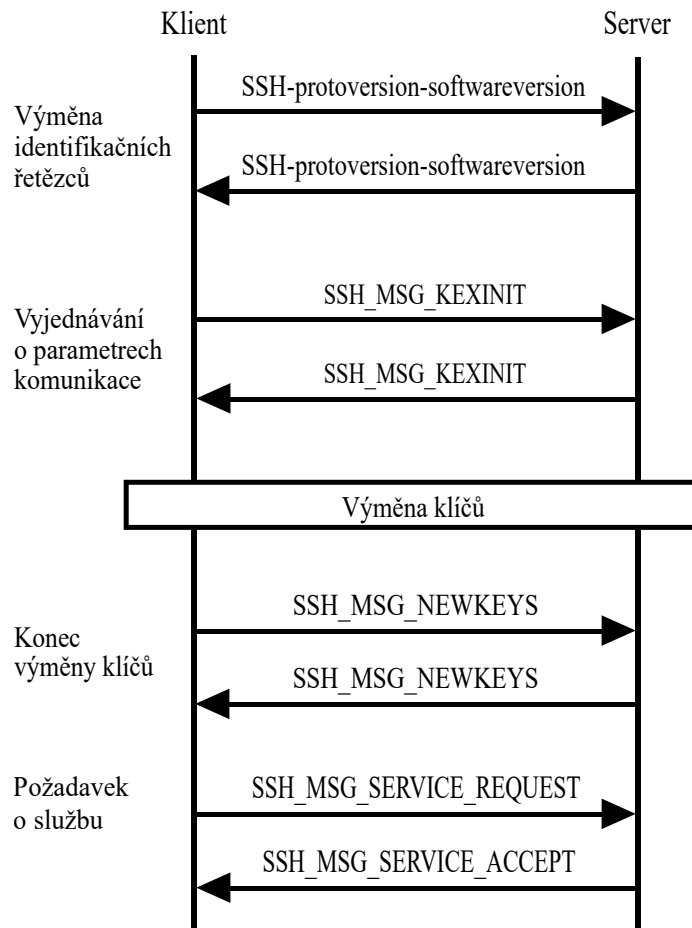 Klient
Server
SSH-protoversion-softwareversion
Výměna
identifikačních
řetězců
SSH-protoversion-softwareversion
SSH_MSG_KEXINIT
Vyjednávání
o parametrech
komunikace
SSH_MSG_KEXINIT
Výměna klíčů
SSH_MSG_NEWKEYS
Konec
výměny klíčů
SSH_MSG_NEWKEYS
Požadavek
o službu
SSH_MSG_SERVICE_REQUEST
SSH_MSG_SERVICE_ACCEPT